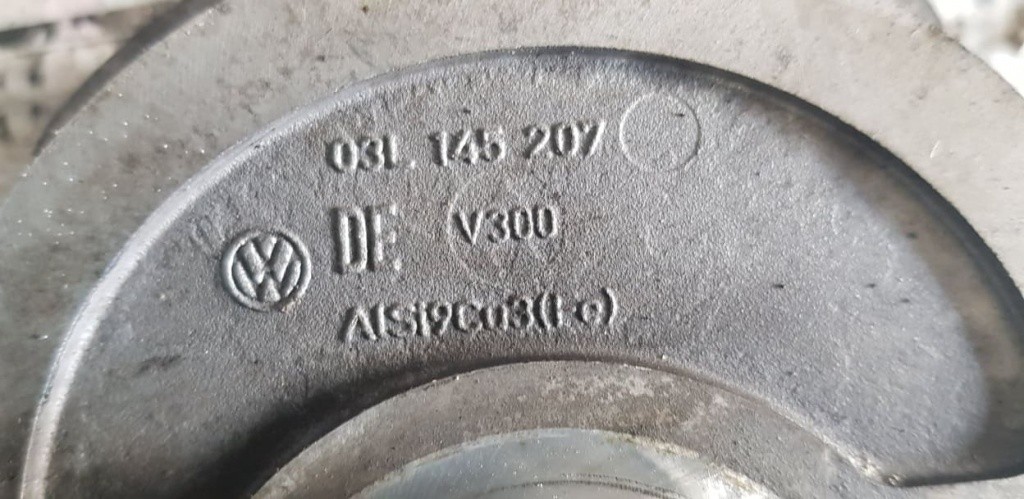 03L 145 207
DE V300
VW
AlSi9Cu3(Fe)